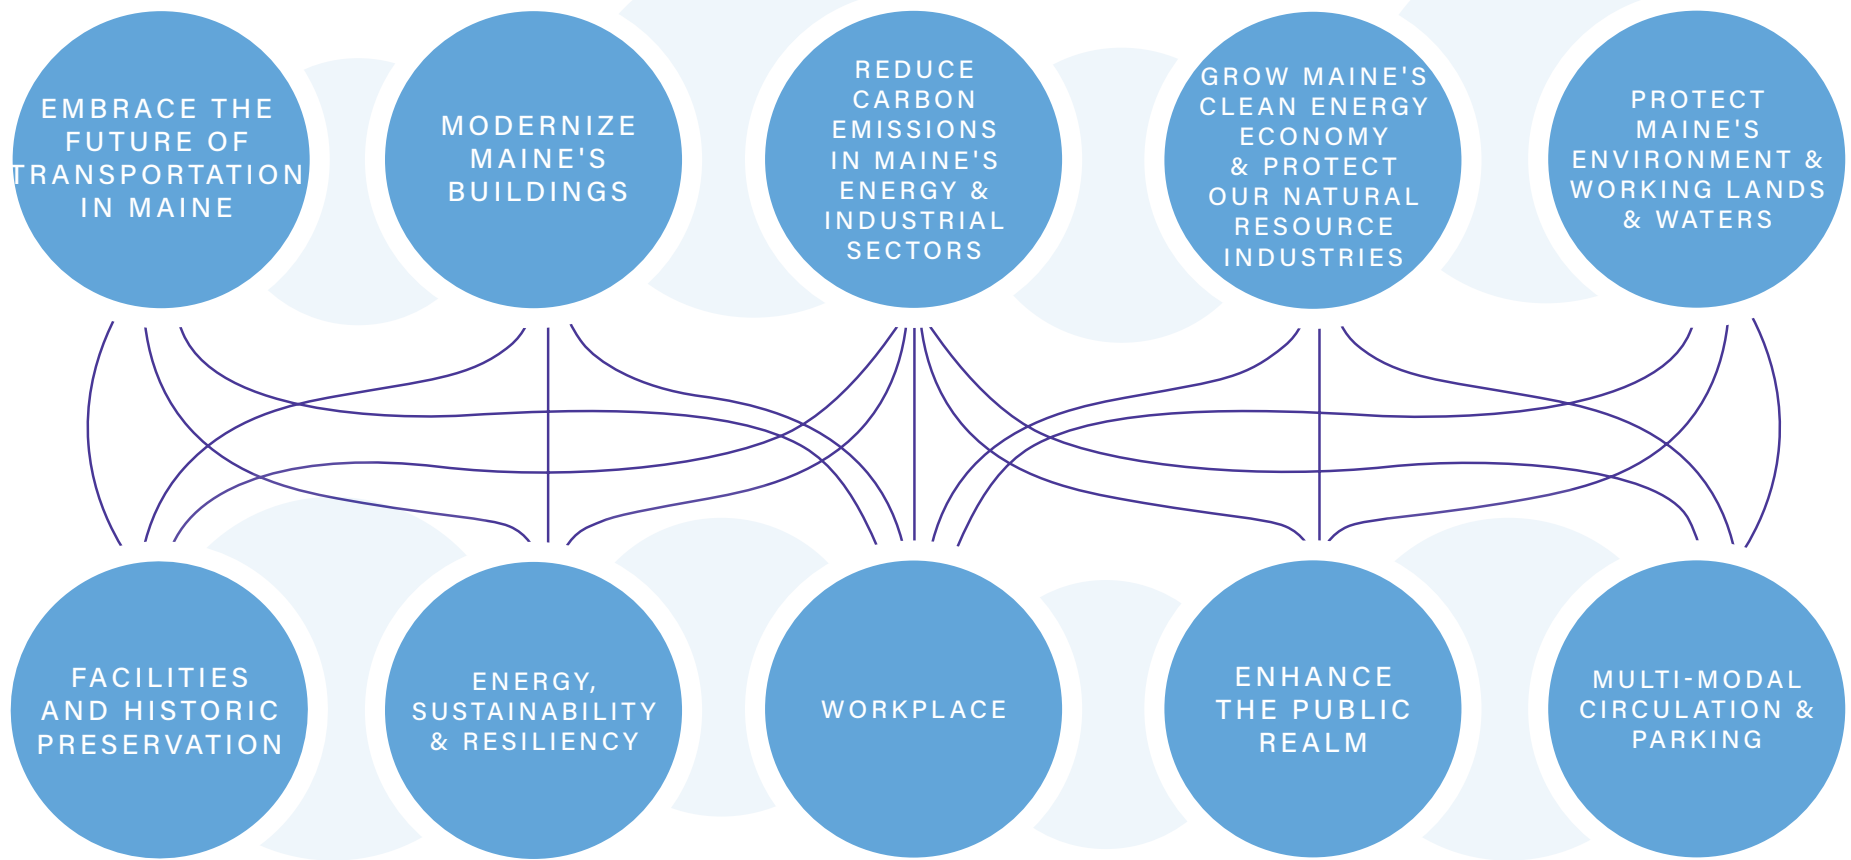 EMBRACE THE
FUTURE OF
TRANSPORTATION
IN MAINE
MODERNIZE
MAINE'S
BUILDINGS
REDUCE
CARBON
EMISSIONS
IN MAINE'S
ENERGY &
INDUSTRIAL
SECTORS
GROW MAINE'S
CLEAN ENERGY
ECONOMY
& PROTECT
OUR NATURAL
RESOURCE
INDUSTRIES
PROTECT
MAINE'S
ENVIRONMENT &
WORKING LANDS
& WATERS
FACILITIES
AND HISTORIC
PRESERVATION
ENERGY,
SUSTAINABILITY
& RESILIENCY
WORKPLACE
ENHANCE
THE PUBLIC
REALM
MULTI-MODAL
CIRCULATION &
PARKING